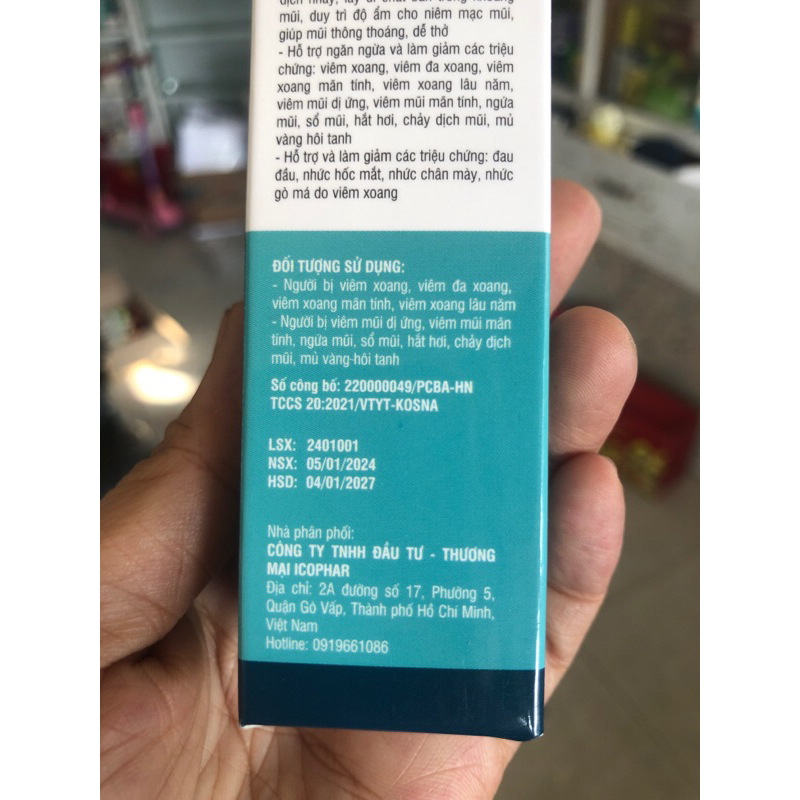 mũi, duy trì độ ẩm cho niêm mạc mũi,
giúp mũi thông thoáng, dễ thở
- Hỗ trợ ngăn ngừa và làm giảm các triệu
chứng: viêm xoang, viêm đa xoang, viêm
xoang mãn tính, viêm xoang lâu năm,
viêm mũi dị ứng, viêm mũi mãn tính, ngứa
mũi, sổ mũi, hắt hơi, chảy dịch mũi, mủ
vàng hôi tanh
- Hỗ trợ và làm giảm các triệu chứng: đau
đầu, nhức hốc mắt, nhức chân mày, nhức
gò má do viêm xoang
ĐỐI TƯỢNG SỬ DỤNG:
- Người bị viêm xoang, viêm đa xoang,
viêm xoang mãn tính, viêm xoang lâu năm
- Người bị viêm mũi dị ứng, viêm mũi mãn
tính, ngứa mũi, sổ mũi, hắt hơi, chảy dịch
mũi, mủ vàng-hôi tanh
Số công bố: 220000049/PCBA-HN
TCCS 20:2021/VTYT-KOSNA
LSX: 2401001
NSX: 05/01/2024
HSD: 04/01/2027
Nhà phân phối:
CÔNG TY TNHH ĐẦU TƯ - THƯƠNG
MẠI ICOPHAR
Địa chỉ: 2A đường số 17, Phường 5,
Quận Gò Vấp, Thành phố Hồ Chí Minh,
Việt Nam
Hotline: 0919661086